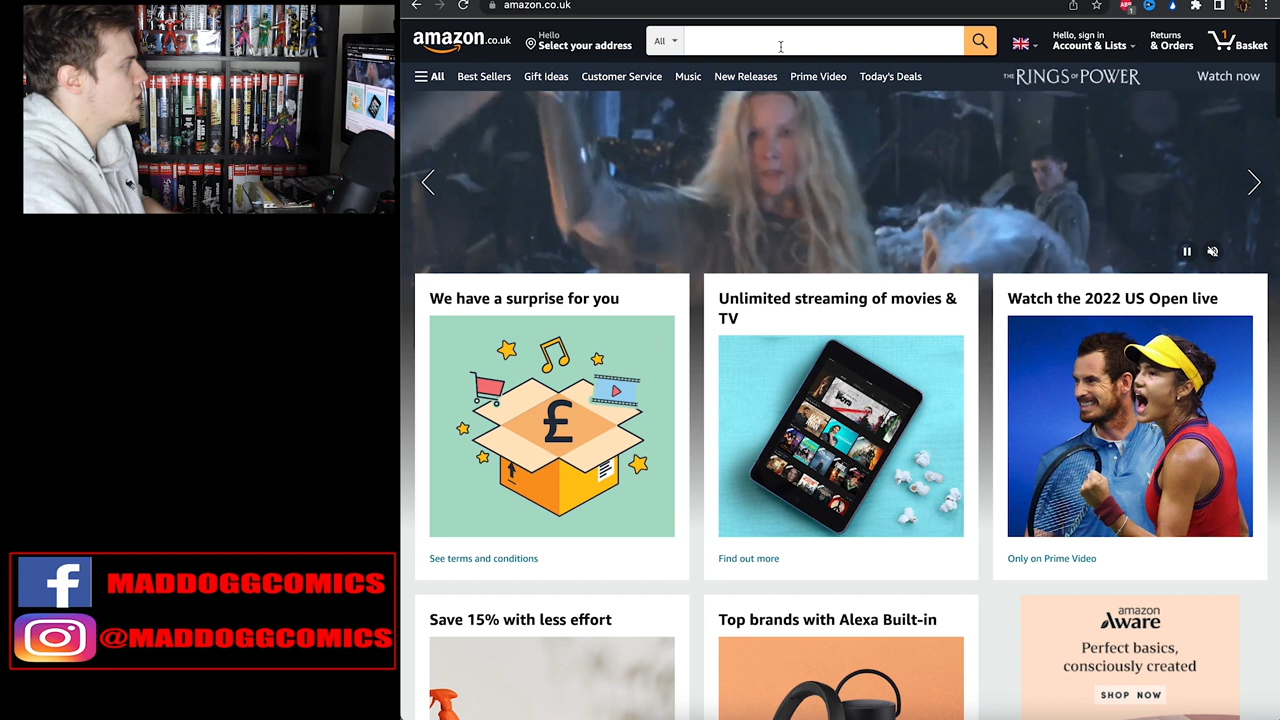 amazon.co.uk
amazon.co.uk
Hello
Select your address
All
Hello, sign in
Account & Lists
Returns
& Orders
1
Basket
All
Best Sellers
Gift Ideas
Customer Service
Music
New Releases
Prime Video
Today's Deals
THE RINGS OF POWER
Watch now
We have a surprise for you
£
See terms and conditions
Unlimited streaming of movies &
TV
Find out more
Watch the 2022 US Open live
Only on Prime Video
Save 15% with less effort
Top brands with Alexa Built-in
amazon
Aware
Perfect basics,
consciously created
SHOP NOW
f MADDOGGCOMICS
@MADDOGGCOMICS